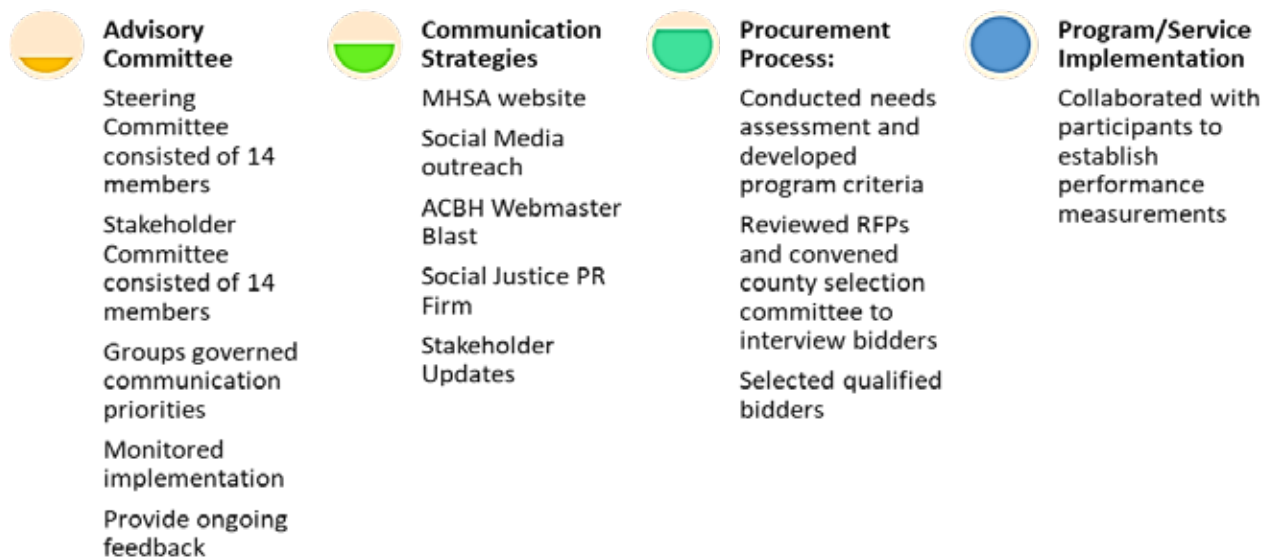 Advisory
Committee
Steering
Committee
consisted of 14
members
Stakeholder
Committee
consisted of 14
members
Groups governed
communication
priorities
Monitored
implementation
Provide ongoing
feedback
Communication
Strategies
MHSA website
Social Media
outreach
ACBH Webmaster
Blast
Social Justice PR
Firm
Stakeholder
Updates
Procurement
Process:
Conducted needs
assessment and
developed
program criteria
Reviewed RFPs
and convened
county selection
committee to
interview bidders
Selected qualified
bidders
Program/Service
Implementation
Collaborated with
participants to
establish
performance
measurements